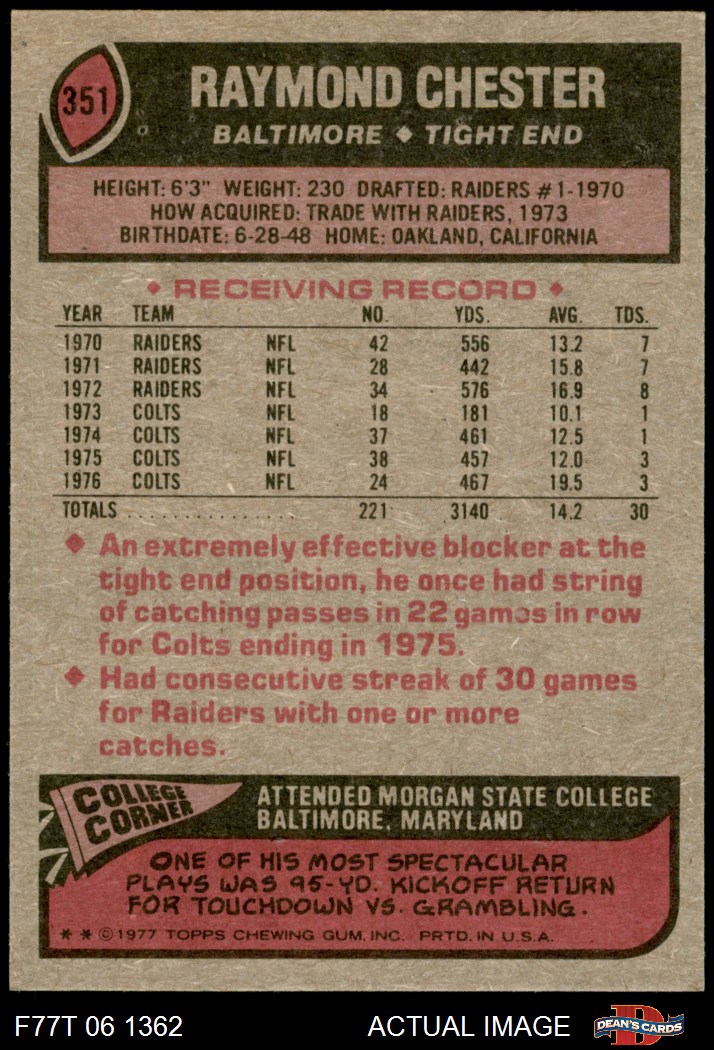 351
RAYMOND CHESTER
BALTIMORE ◆ TIGHT END
HEIGHT: 6'3" WEIGHT: 230 DRAFTED: RAIDERS #1-1970
HOW ACQUIRED: TRADE WITH RAIDERS, 1973
BIRTHDATE: 6-28-48 HOME: OAKLAND, CALIFORNIA
◆ RECEIVING RECORD ◆
YEAR TEAM NO. YDS. AVG. TDS.
1970 RAIDERS NFL 42 556 13.2 7
1971 RAIDERS NFL 28 442 15.8 7
1972 RAIDERS NFL 34 576 16.9 8
1973 COLTS NFL 18 181 10.1 1
1974 COLTS NFL 37 461 12.5 1
1975 COLTS NFL 38 457 12.0 3
1976 COLTS NFL 24 467 19.5 3
TOTALS . . . . . . . . . . . . . . . 221 3140 14.2 30
◆ An extremely effective blocker at the
tight end position, he once had string
of catching passes in 22 games in row
for Colts ending in 1975.
◆ Had consecutive streak of 30 games
for Raiders with one or more
catches.
COLLEGE
CORNER
ATTENDED MORGAN STATE COLLEGE
BALTIMORE, MARYLAND
ONE OF HIS MOST SPECTACULAR
PLAYS WAS 95-YD. KICKOFF RETURN
FOR TOUCHDOWN VS. GRAMBLING.
* * ©1977 TOPPS CHEWING GUM, INC. PRTD. IN U.S.A.
F77T 06 1362 ACTUAL IMAGE
D
DEAN'S CARDS